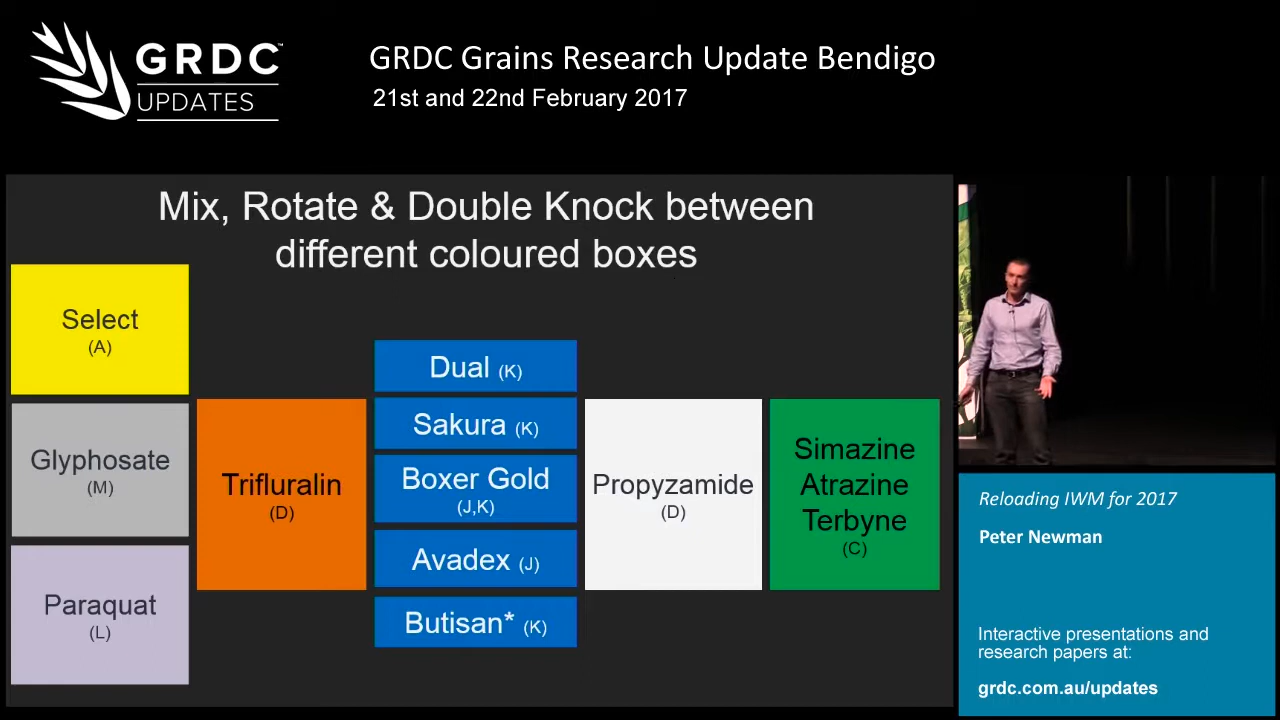 GRDC™
UPDATES
GRDC Grains Research Update Bendigo
21st and 22nd February 2017
Mix, Rotate & Double Knock between
different coloured boxes
Select
(A)
Glyphosate
(M)
Paraquat
(L)
Trifluralin
(D)
Dual (K)
Sakura (K)
Boxer Gold
(J,K)
Avadex (J)
Butisan* (K)
Propyzamide
(D)
Simazine
Atrazine
Terbyne
(C)
Reloading IWM for 2017
Peter Newman
Interactive presentations and
research papers at:
grdc.com.au/updates